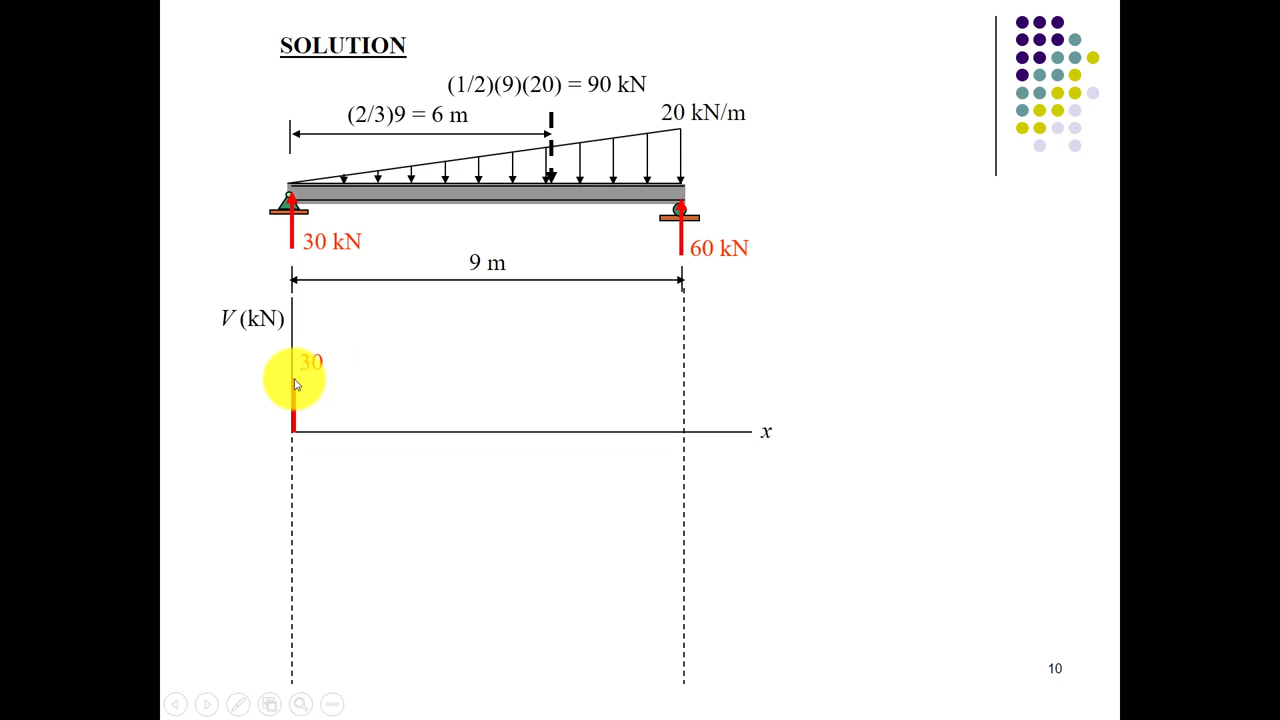 SOLUTION
(1/2)(9)(20) = 90 kN
(2/3)9 = 6 m
20 kN/m
30 kN
60 kN
9 m
V (kN)
30
x
10